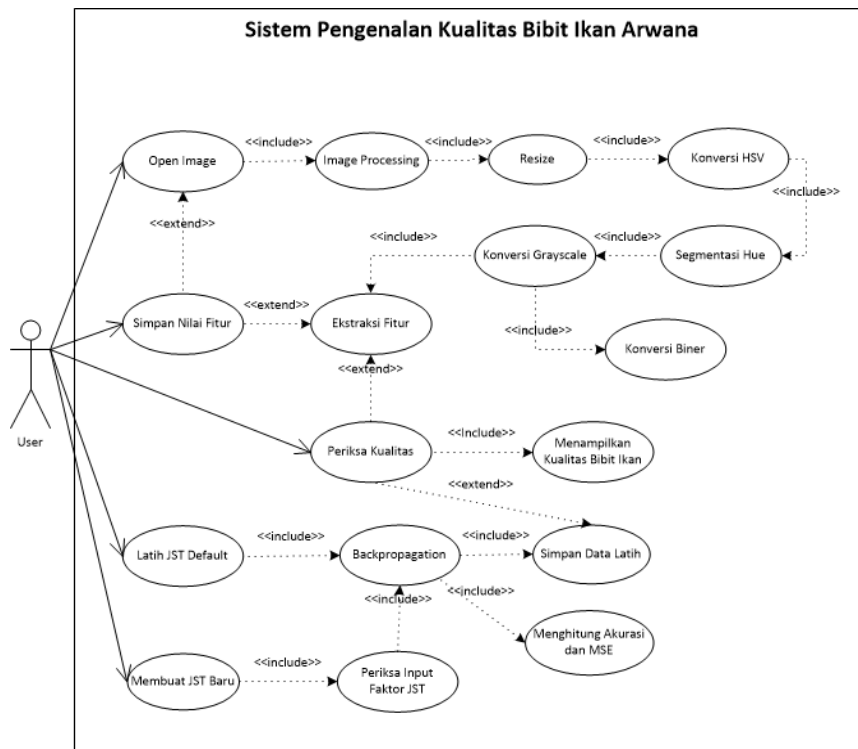 Sistem Pengenalan Kualitas Bibit Ikan Arwana
<<include>>
<<include>>
<<include>>
Open Image
Image Processing
Resize
Konversi HSV
<<include>>
<<extend>>
<<include>>
<<include>>
Konversi Grayscale
Segmentasi Hue
<<extend>>
Simpan Nilai Fitur
Ekstraksi Fitur
<<include>>
Konversi Biner
<<extend>>
User
<<Include>>
Periksa Kualitas
Menampilkan
Kualitas Bibit Ikan
<<extend>>
<<include>>
<<include>>
Latih JST Default
Backpropagation
Simpan Data Latih
<<include>>
<<include>>
Menghitung Akurasi
dan MSE
<<include>>
Membuat JST Baru
Periksa Input
Faktor JST